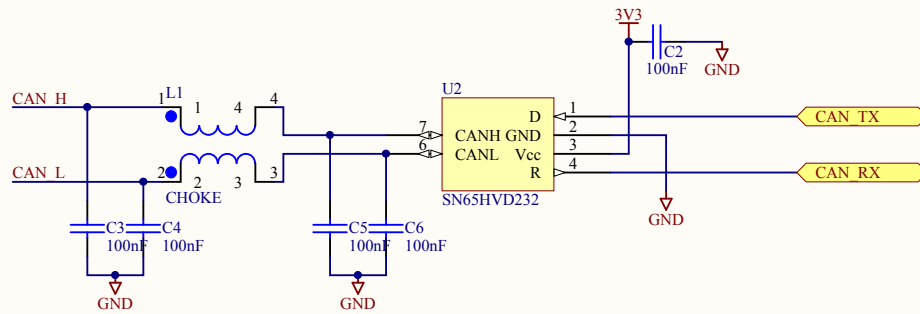 3V3
C2
100nF
GND
CAN_H
1
L1
1
4
4
U2
D
1
CAN_TX
7
CANH
GND
2
6
CANL
Vcc
3
R
4
CAN_RX
SN65HVD232
GND
CAN_L
2
2
3
3
CHOKE
C3
100nF
C4
100nF
C5
100nF
C6
100nF
GND
GND